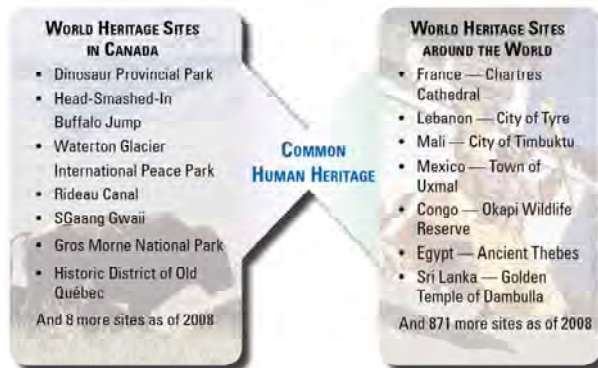 WORLD HERITAGE SITES
IN CANADA
• Dinosaur Provincial Park
• Head-Smashed-In
Buffalo Jump
• Waterton Glacier
International Peace Park
• Rideau Canal
• SGaang Gwaii
• Gros Morne National Park
• Historic District of Old
Québec
And 8 more sites as of 2008
COMMON
HUMAN HERITAGE
WORLD HERITAGE SITES
AROUND THE WORLD
• France — Chartres
Cathedral
• Lebanon — City of Tyre
• Mali — City of Timbuktu
• Mexico — Town of
Uxmal
• Congo — Okapi Wildlife
Reserve
• Egypt — Ancient Thebes
• Sri Lanka — Golden
Temple of Dambulla
And 871 more sites as of 2008